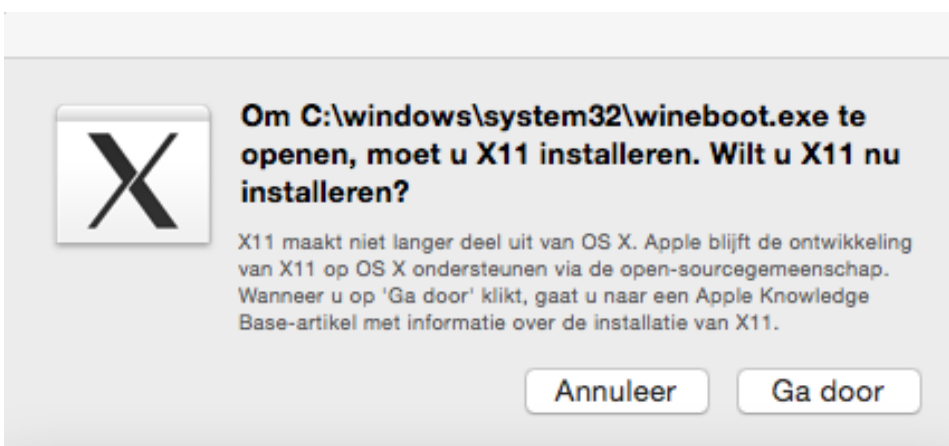 Om C:\windows\system32\wineboot.exe te
openen, moet u X11 installeren. Wilt u X11 nu
installeren?
X11 maakt niet langer deel uit van OS X. Apple blijft de ontwikkeling
van X11 op OS X ondersteunen via de open-sourcegemeenschap.
Wanneer u op 'Ga door' klikt, gaat u naar een Apple Knowledge
Base-artikel met informatie over de installatie van X11.
Annuleer
Ga door